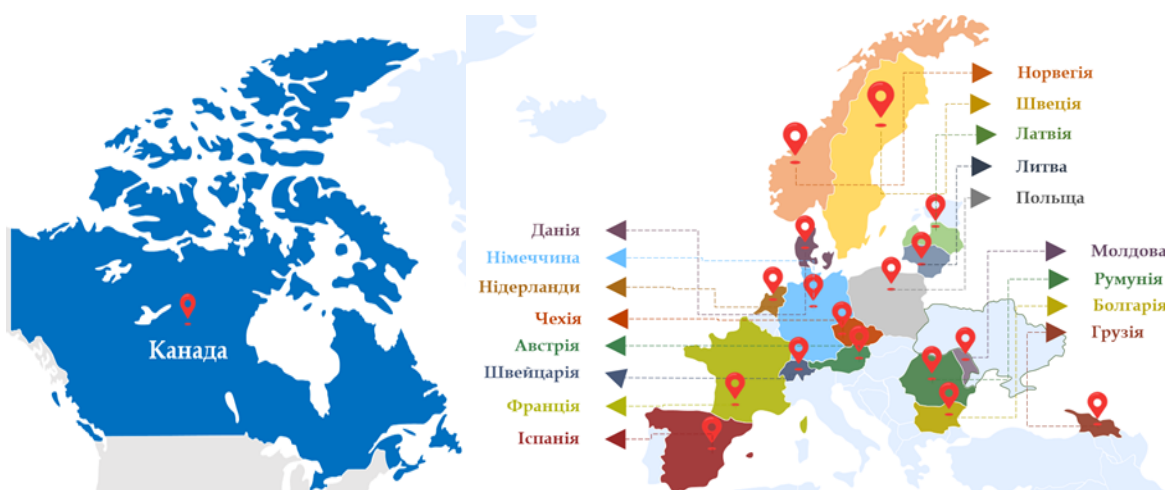 Канада
Норвегія
Швеція
Латвія
Литва
Польща
Данія
Німеччина
Нідерланди
Чехія
Австрія
Швейцарія
Франція
Іспанія
Молдова
Румунія
Болгарія
Грузія